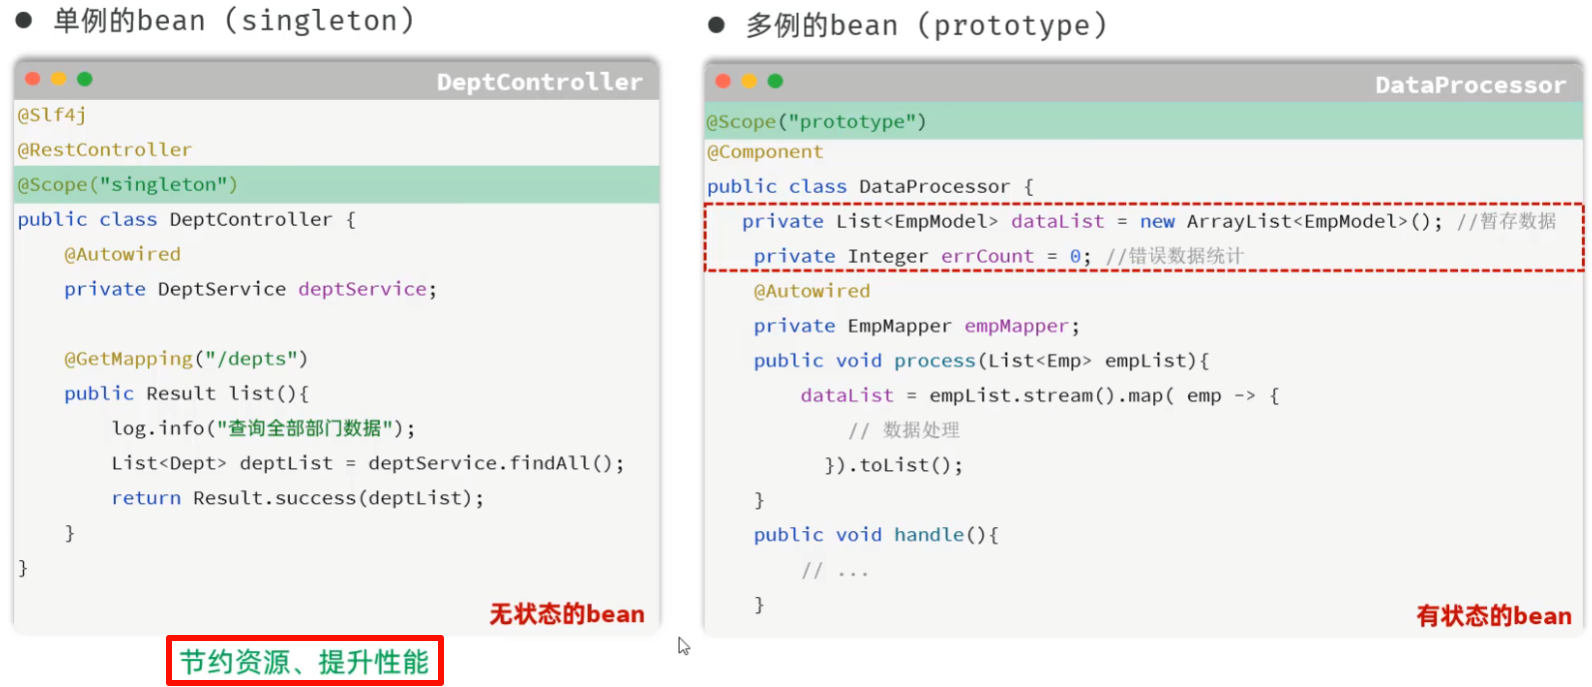 ● 单例的bean（singleton）
DeptController
@Slf4j
@RestController
@Scope("singleton")
public class DeptController {
    @Autowired
    private DeptService deptService;

    @GetMapping("/depts")
    public Result list(){
        log.info("查询全部部门数据");
        List<Dept> deptList = deptService.findAll();
        return Result.success(deptList);
    }
}
无状态的bean
节约资源、提升性能
● 多例的bean（prototype）
DataProcessor
@Scope("prototype")
@Component
public class DataProcessor {
    private List<EmpModel> dataList = new ArrayList<EmpModel>(); //暂存数据
    private Integer errCount = 0; //错误数据统计
    @Autowired
    private EmpMapper empMapper;
    public void process(List<Emp> empList){
        dataList = empList.stream().map( emp -> {
            // 数据处理
          }).toList();
    }
    public void handle(){
        // ...
    }
有状态的bean